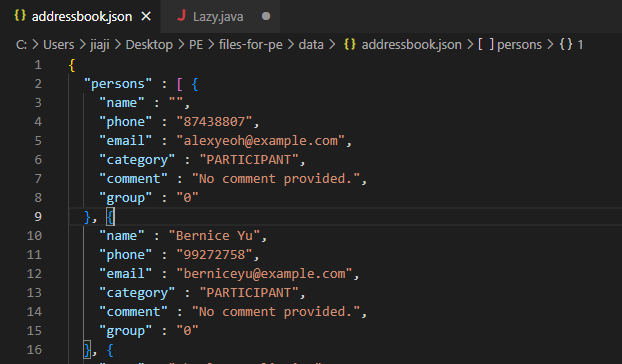 {} addressbook.json ×
J Lazy.java ●
C: > Users > jiaji > Desktop > PE > files-for-pe > data > {} addressbook.json > [ ] persons > {} 1
1 {
2 "persons" : [ {
3 "name" : "",
4 "phone" : "87438807",
5 "email" : "alexyeoh@example.com",
6 "category" : "PARTICIPANT",
7 "comment" : "No comment provided.",
8 "group" : "0"
9 }, {
10 "name" : "Bernice Yu",
11 "phone" : "99272758",
12 "email" : "berniceyu@example.com",
13 "category" : "PARTICIPANT",
14 "comment" : "No comment provided.",
15 "group" : "0"
16 }, {